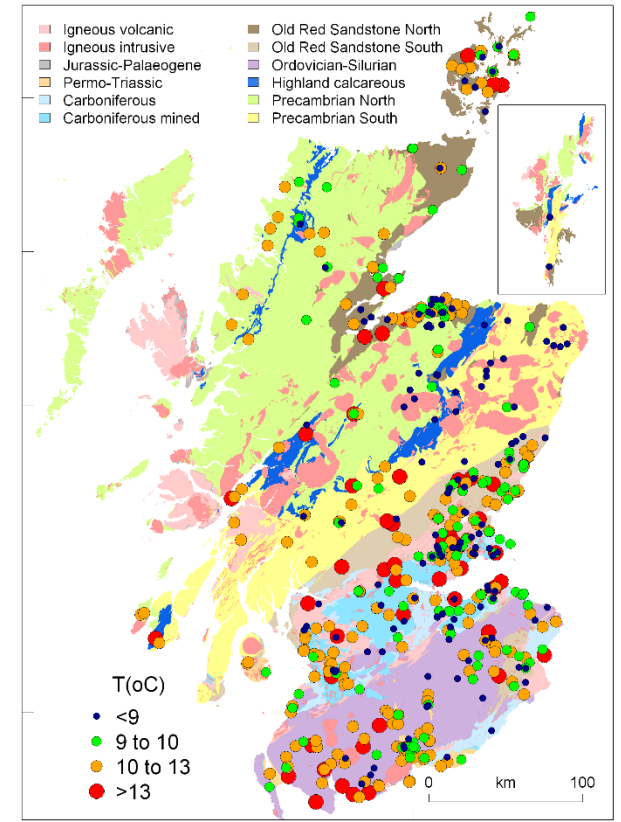 Igneous volcanic
Igneous intrusive
Jurassic-Palaeogene
Permo-Triassic
Carboniferous
Carboniferous mined
Old Red Sandstone North
Old Red Sandstone South
Ordovician-Silurian
Highland calcareous
Precambrian North
Precambrian South
T(oC)
<9
9 to 10
10 to 13
>13
0 km 100